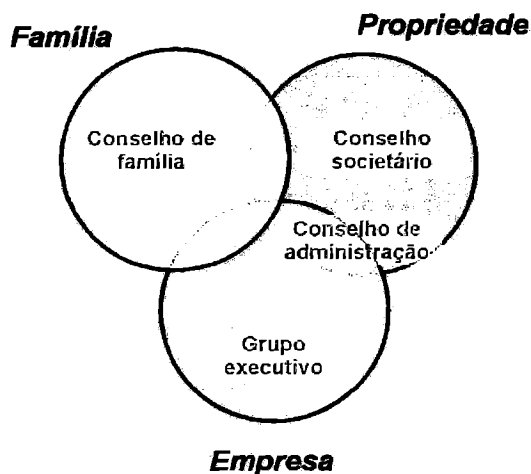 Família
Propriedade
Conselho de
família
Conselho
societário
Conselho de
administração
Grupo
executivo
Empresa